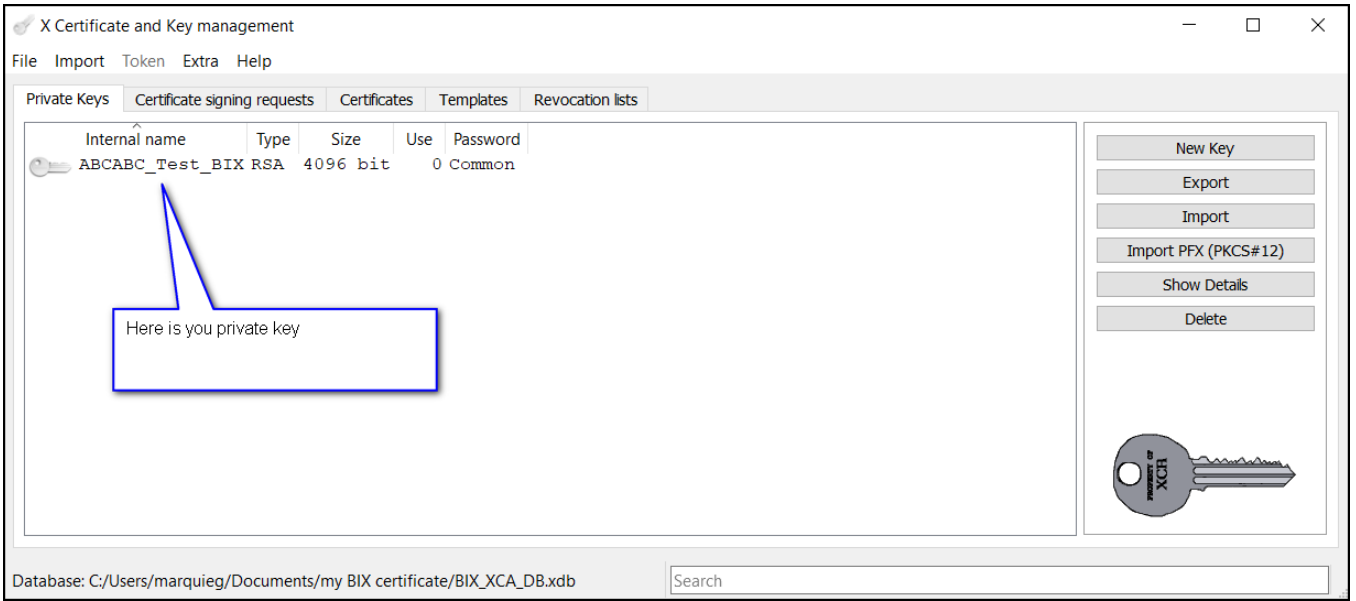 X Certificate and Key management
File Import Token Extra Help
Private Keys Certificate signing requests Certificates Templates Revocation lists
Internal name Type Size Use Password
ABCABC_Test_BIX RSA 4096 bit 0 Common
Here is you private key
New Key
Export
Import
Import PFX (PKCS#12)
Show Details
Delete
PROPERTY OF
XCA
Database: C:/Users/marquieg/Documents/my BIX certificate/BIX_XCA_DB.xdb
Search